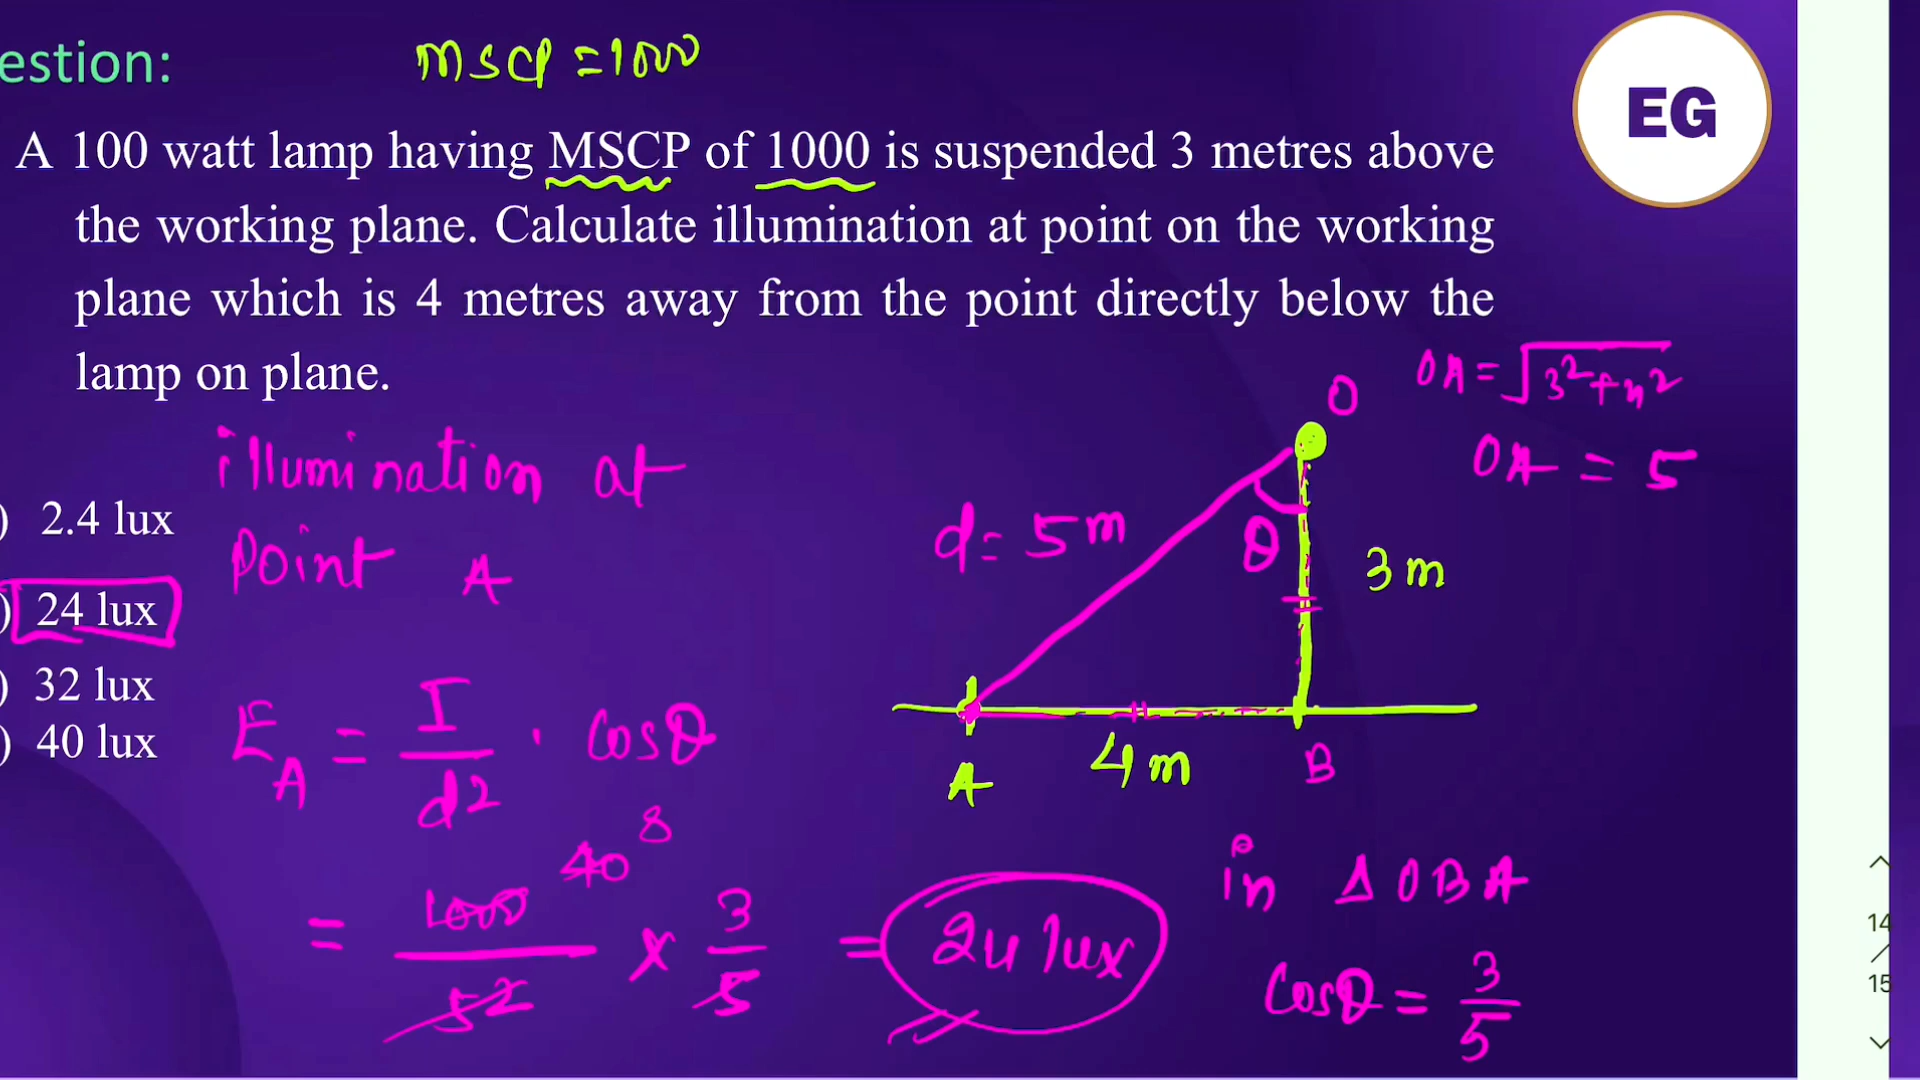 estion:
MSCP = 1000
EG
A 100 watt lamp having MSCP of 1000 is suspended 3 metres above
the working plane. Calculate illumination at point on the working
plane which is 4 metres away from the point directly below the
lamp on plane.
) 2.4 lux
) 24 lux
) 32 lux
) 40 lux
illumination at
Point A
E_A = I/d² · Cosθ
= 1000/5² × 3/5 = 24 lux
40 8
O
OA = √3²+4²
OA = 5
d = 5m
θ
3m
A
4m
B
in Δ OBA
Cosθ = 3/5
14
/
15